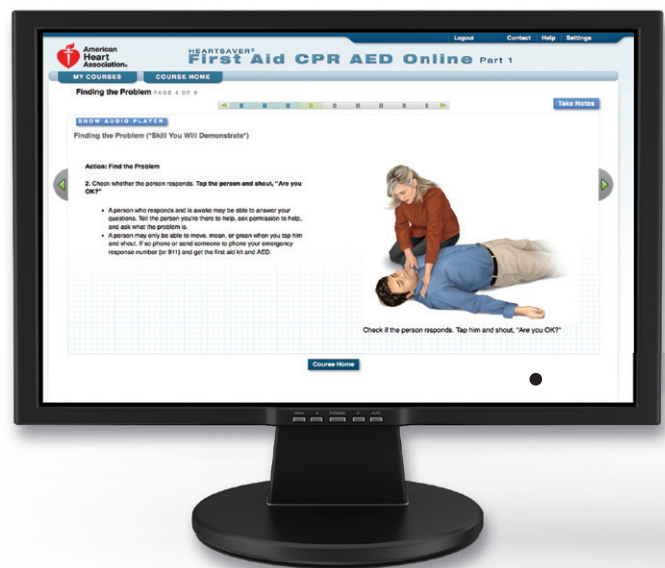 Logout Contact Help Settings
American
Heart
Association®
HEARTSAVER®
First Aid CPR AED Online Part 1
MY COURSES COURSE HOME
Finding the Problem PAGE 4 OF 9
Take Notes
SHOW AUDIO PLAYER
Finding the Problem (*Skill You Will Demonstrate*)
Action: Find the Problem
2. Check whether the person responds. Tap the person and shout, "Are you
OK?"
• A person who responds and is awake may be able to answer your
questions. Tell the person you're there to help, ask permission to help,
and ask what the problem is.
• A person may only be able to move, moan, or groan when you tap him
and shout. If so phone or send someone to phone your emergency
response number (or 911) and get the first aid kit and AED.
Check if the person responds. Tap him and shout, "Are you OK?"
Course Home